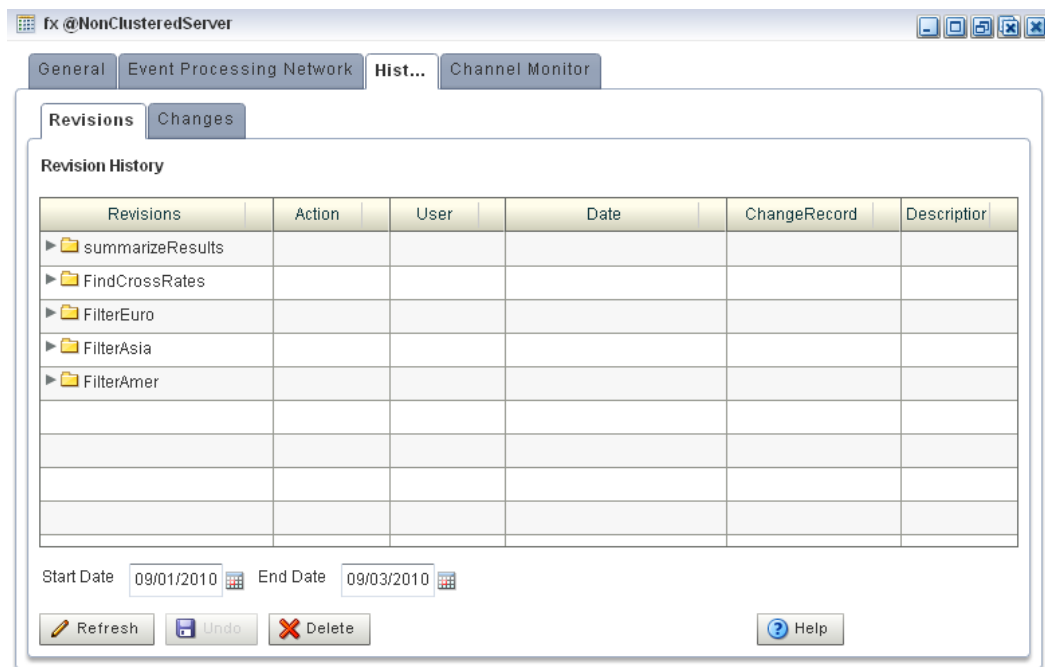 fx @NonClusteredServer
General Event Processing Network Hist... Channel Monitor
Revisions Changes
Revision History
Revisions Action User Date ChangeRecord Description
summarizeResults
FindCrossRates
FilterEuro
FilterAsia
FilterAmer
Start Date 09/01/2010 End Date 09/03/2010
Refresh Undo Delete Help